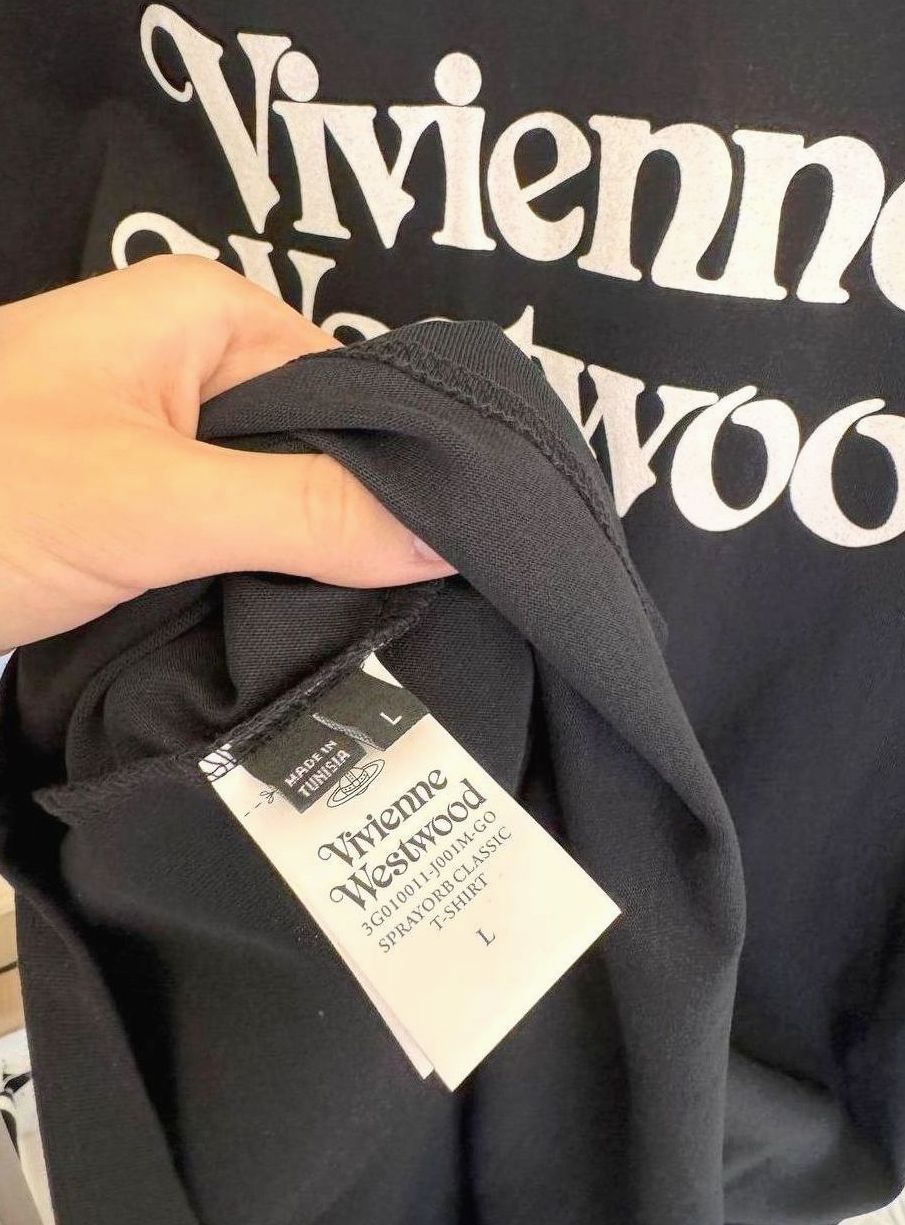 Vivienne
Westwood
L
MADE IN
TUNISIA
Vivienne
Westwood
3G010011-J001M-GO
SPRAYORB CLASSIC
T-SHIRT
L